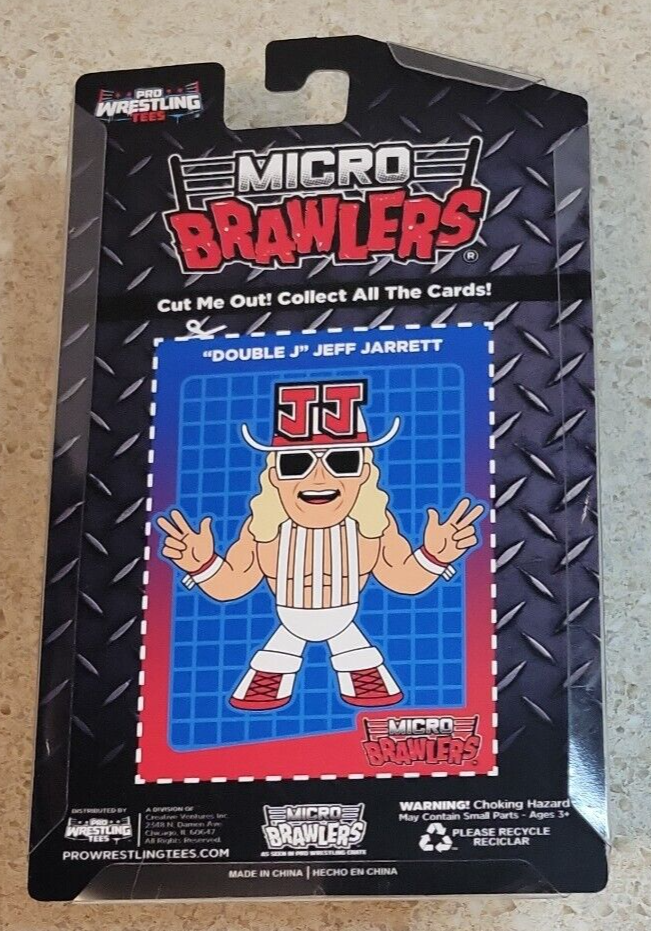 PRO
WRESTLING
TEES
MICRO
BRAWLERS®
Cut Me Out! Collect All The Cards!
“DOUBLE J” JEFF JARRETT
JJ
MICRO
BRAWLERS
DISTRIBUTED BY
PRO
WRESTLING
TEES
A DIVISION OF
Creative Ventures Inc.
2348 N. Damen Ave.
Chicago, IL 60647
All Rights Reserved.
PROWRESTLINGTEES.COM
MICRO
BRAWLERS
AS SEEN IN PRO WRESTLING CRATE
WARNING! Choking Hazard
May Contain Small Parts - Ages 3+
PLEASE RECYCLE
RECICLAR
MADE IN CHINA | HECHO EN CHINA